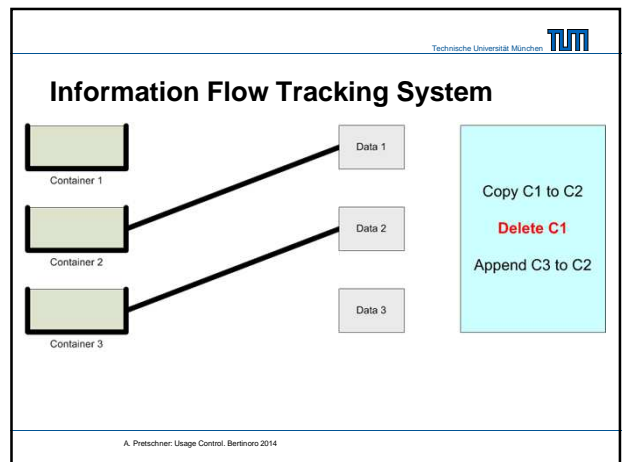 Technische Universität München TUM
Information Flow Tracking System
Container 1
Container 2
Container 3
Data 1
Data 2
Data 3
Copy C1 to C2
Delete C1
Append C3 to C2
A. Pretschner: Usage Control. Bertinoro 2014